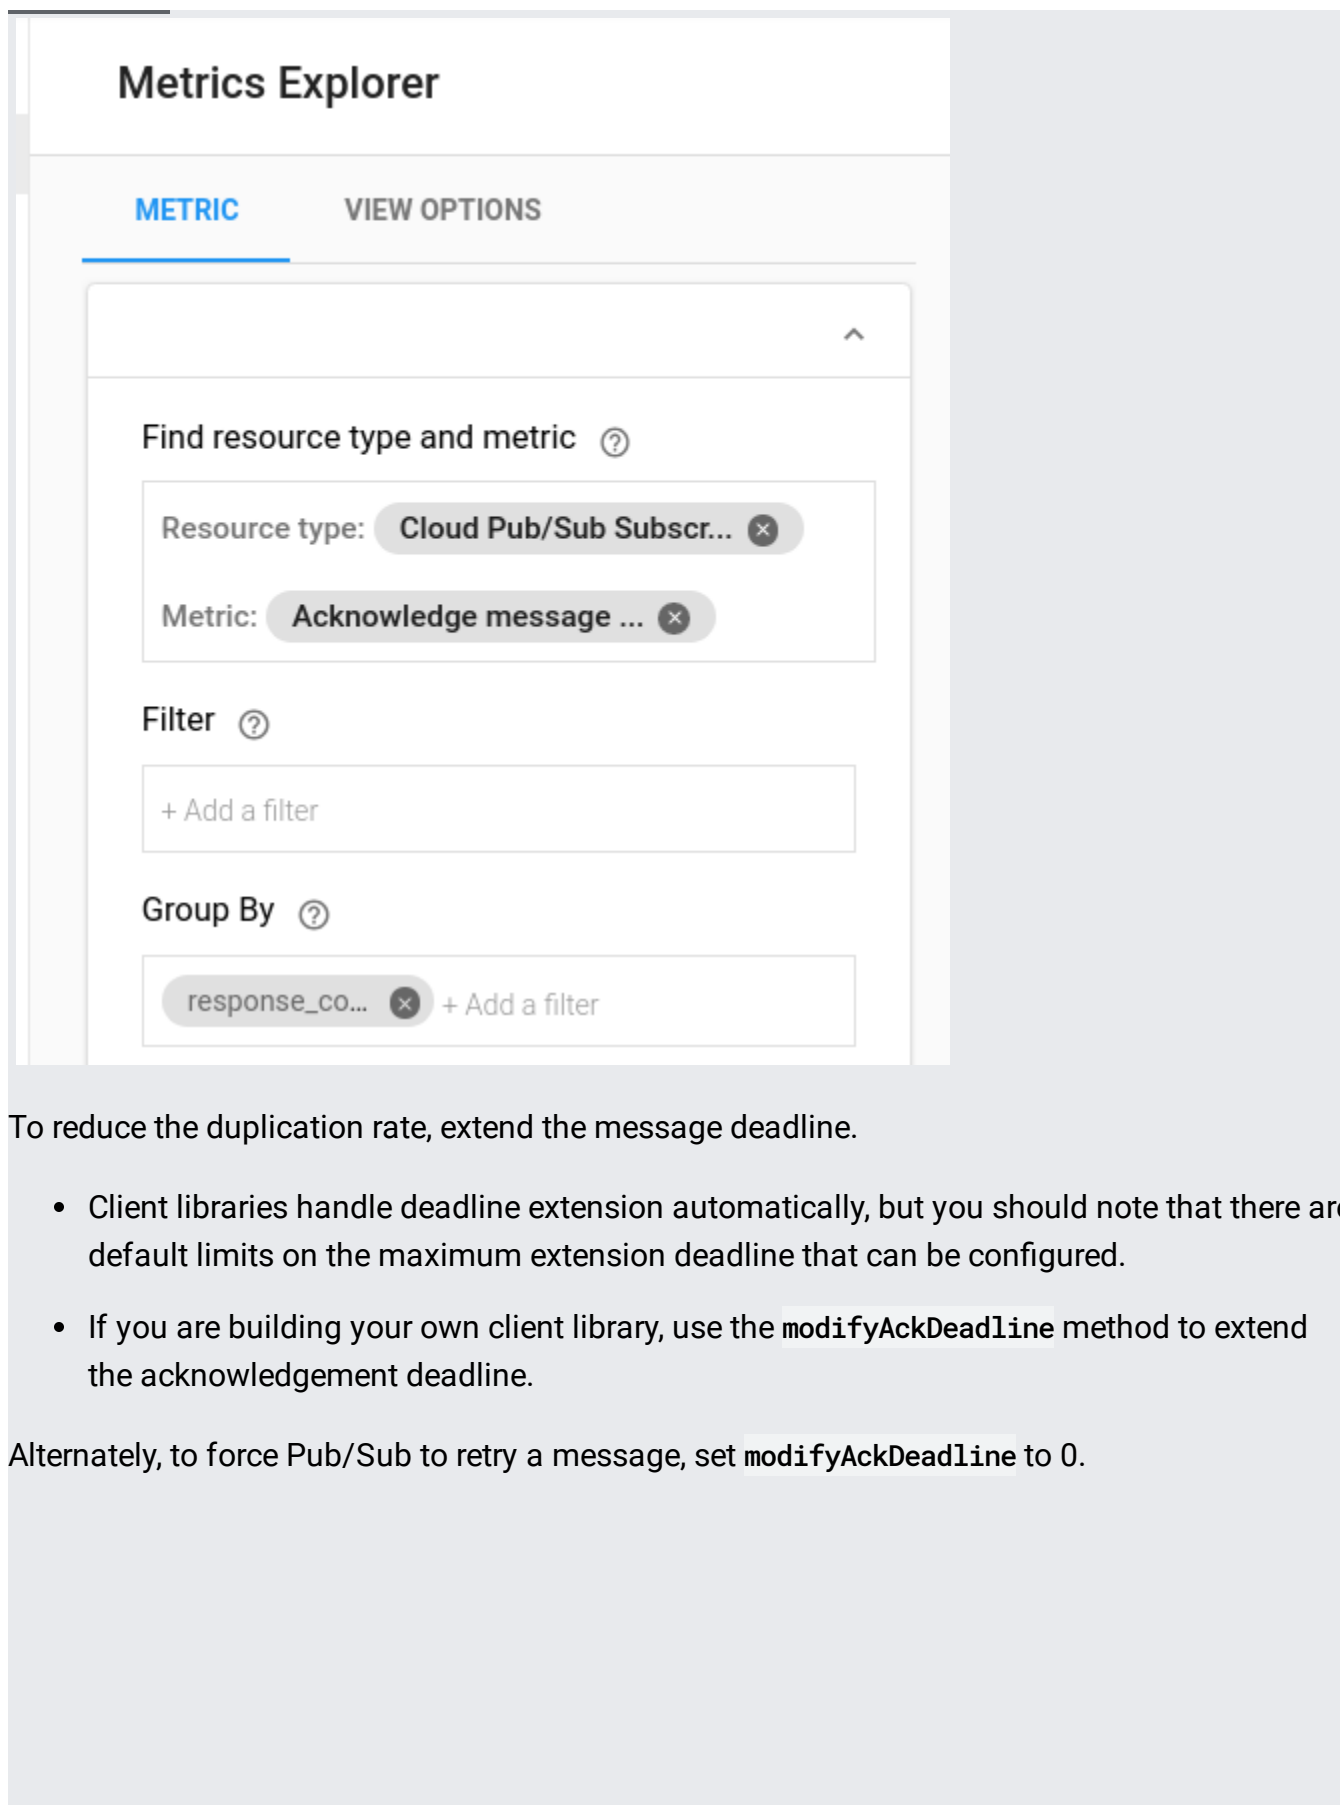 Metrics Explorer
METRIC VIEW OPTIONS
Find resource type and metric
Resource type: Cloud Pub/Sub Subscr...
Metric: Acknowledge message ...
Filter
+ Add a filter
Group By
response_co... + Add a filter
To reduce the duplication rate, extend the message deadline.
• Client libraries handle deadline extension automatically, but you should note that there are
default limits on the maximum extension deadline that can be configured.
• If you are building your own client library, use the modifyAckDeadline method to extend
the acknowledgement deadline.
Alternately, to force Pub/Sub to retry a message, set modifyAckDeadline to 0.